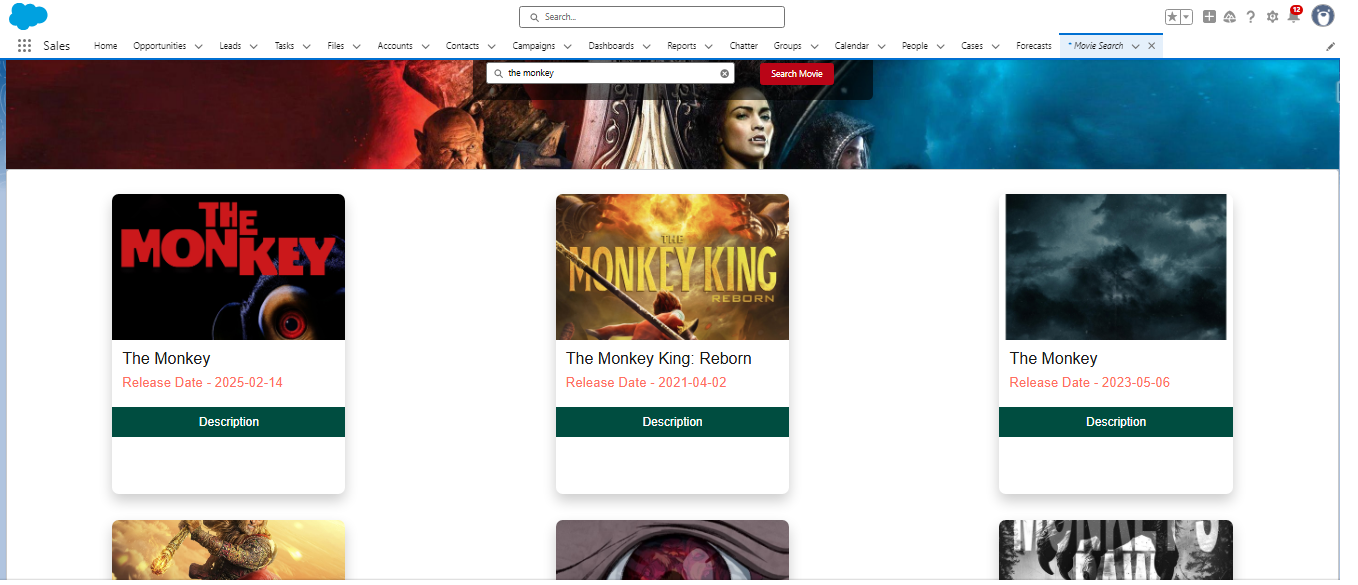 Search...
12
Sales Home Opportunities Leads Tasks Files Accounts Contacts Campaigns Dashboards Reports Chatter Groups Calendar People Cases Forecasts * Movie Search
the monkey Search Movie
THE
MONKEY
THE
MONKEY KING
REBORN
The Monkey The Monkey King: Reborn The Monkey
Release Date - 2025-02-14 Release Date - 2021-04-02 Release Date - 2023-05-06
Description Description Description
MONKEY'S
PAW